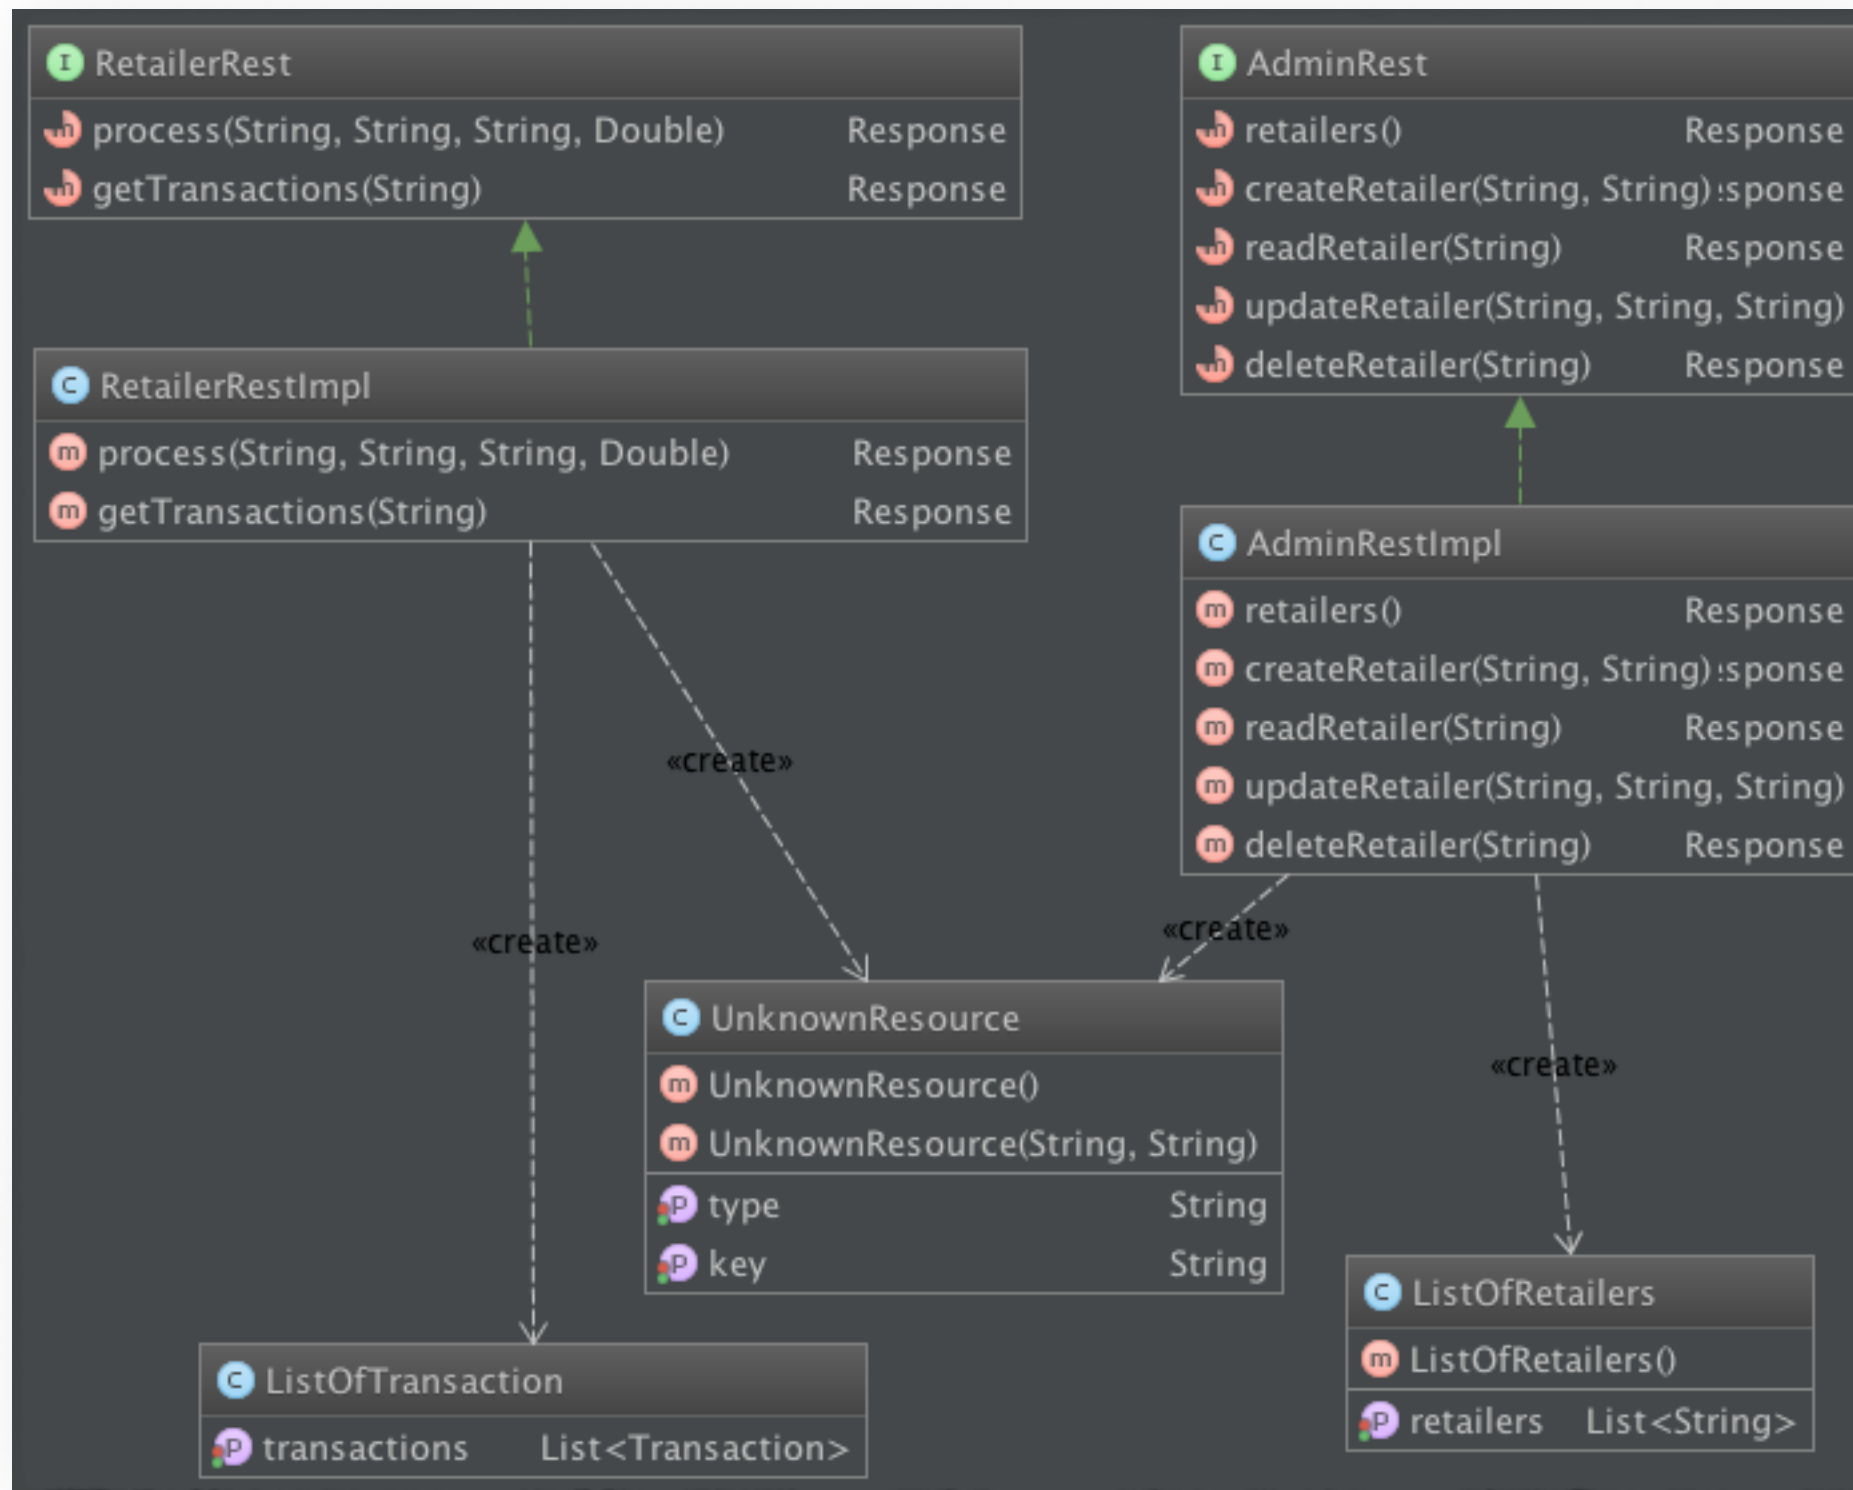 RetailerRest
process(String, String, String, Double) Response
getTransactions(String) Response
AdminRest
retailers() Response
createRetailer(String, String) sponse
readRetailer(String) Response
updateRetailer(String, String, String)
deleteRetailer(String) Response
RetailerRestImpl
process(String, String, String, Double) Response
getTransactions(String) Response
AdminRestImpl
retailers() Response
createRetailer(String, String) sponse
readRetailer(String) Response
updateRetailer(String, String, String)
deleteRetailer(String) Response
«create»
«create»
«create»
«create»
UnknownResource
UnknownResource()
UnknownResource(String, String)
type String
key String
ListOfRetailers
ListOfRetailers()
retailers List<String>
ListOfTransaction
transactions List<Transaction>